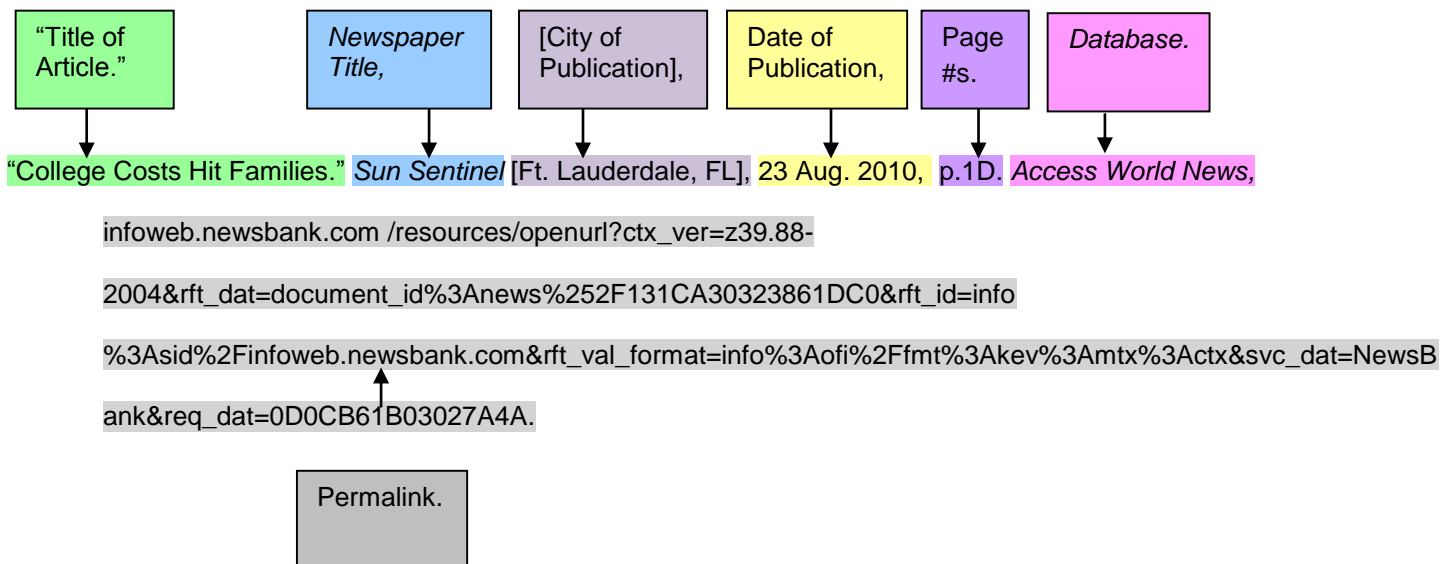 “Title of
Article.”
Newspaper
Title,
[City of
Publication],
Date of
Publication,
Page
#s.
Database.
“College Costs Hit Families.” Sun Sentinel [Ft. Lauderdale, FL], 23 Aug. 2010, p.1D. Access World News,
infoweb.newsbank.com /resources/openurl?ctx_ver=z39.88-
2004&rft_dat=document_id%3Anews%252F131CA30323861DC0&rft_id=info
%3Asid%2Finfoweb.newsbank.com&rft_val_format=info%3Aofi%2Ffmt%3Akev%3Amtx%3Actx&svc_dat=NewsB
ank&req_dat=0D0CB61B03027A4A.
Permalink.